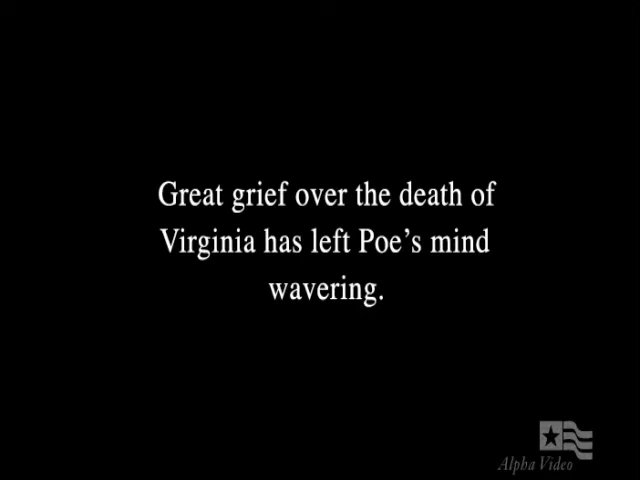 Great grief over the death of
Virginia has left Poe’s mind
wavering.
Alpha Video